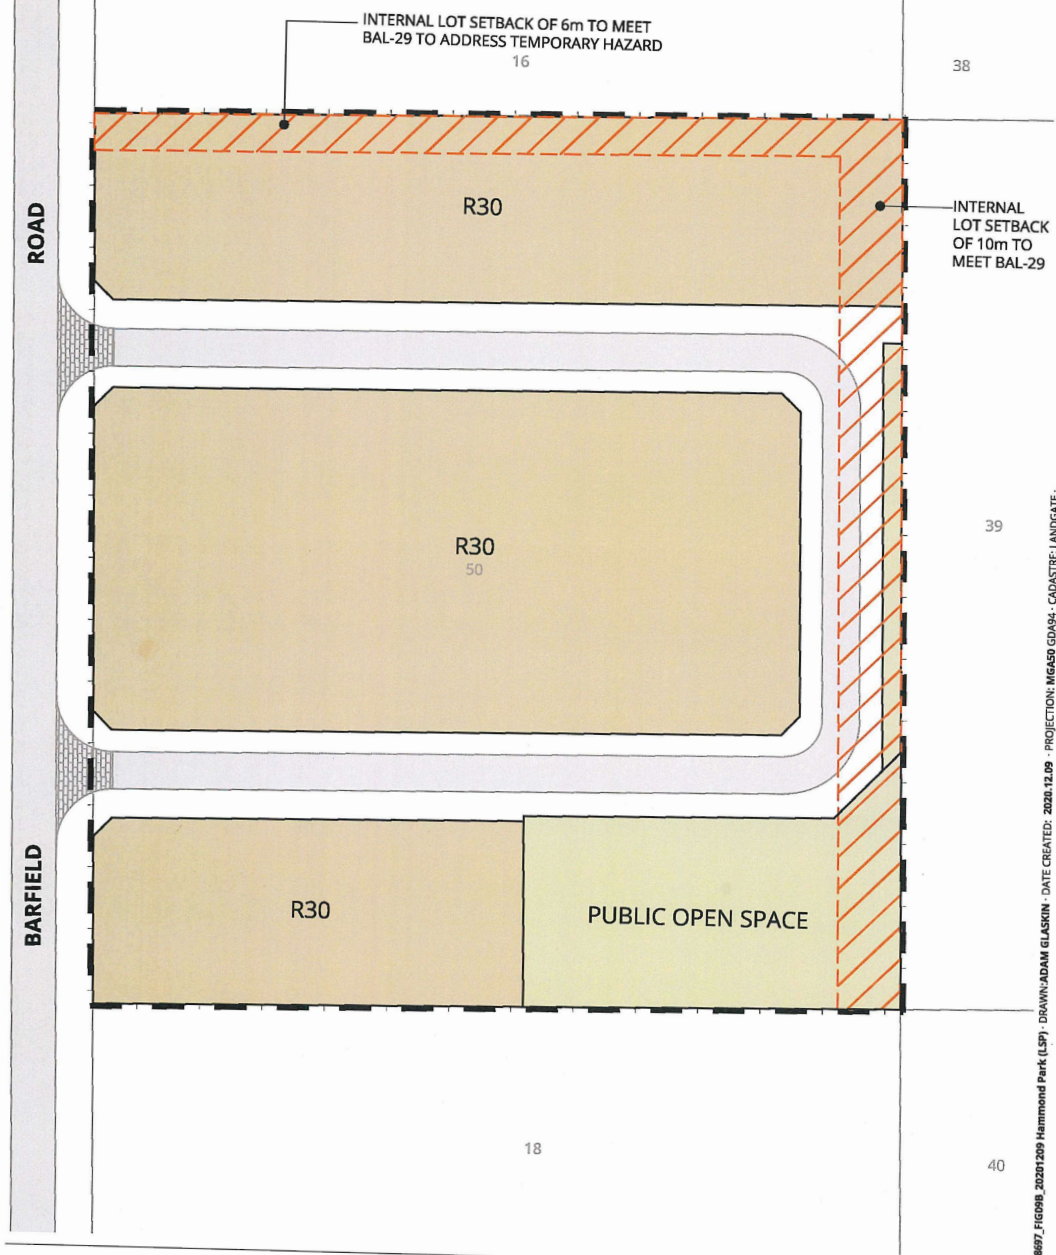 INTERNAL LOT SETBACK OF 6m TO MEET
BAL-29 TO ADDRESS TEMPORARY HAZARD
16
38
R30
ROAD
INTERNAL
LOT SETBACK
OF 10m TO
MEET BAL-29
R30
50
39
BARFIELD
R30
PUBLIC OPEN SPACE
18
40
8697_FIG09B_20201209 Hammond Park (LSP) · DRAWN:ADAM GLASKIN · DATE CREATED: 2020.12.09 · PROJECTION: MGA50 GDA94 · CADASTRE: LANDGATE ·